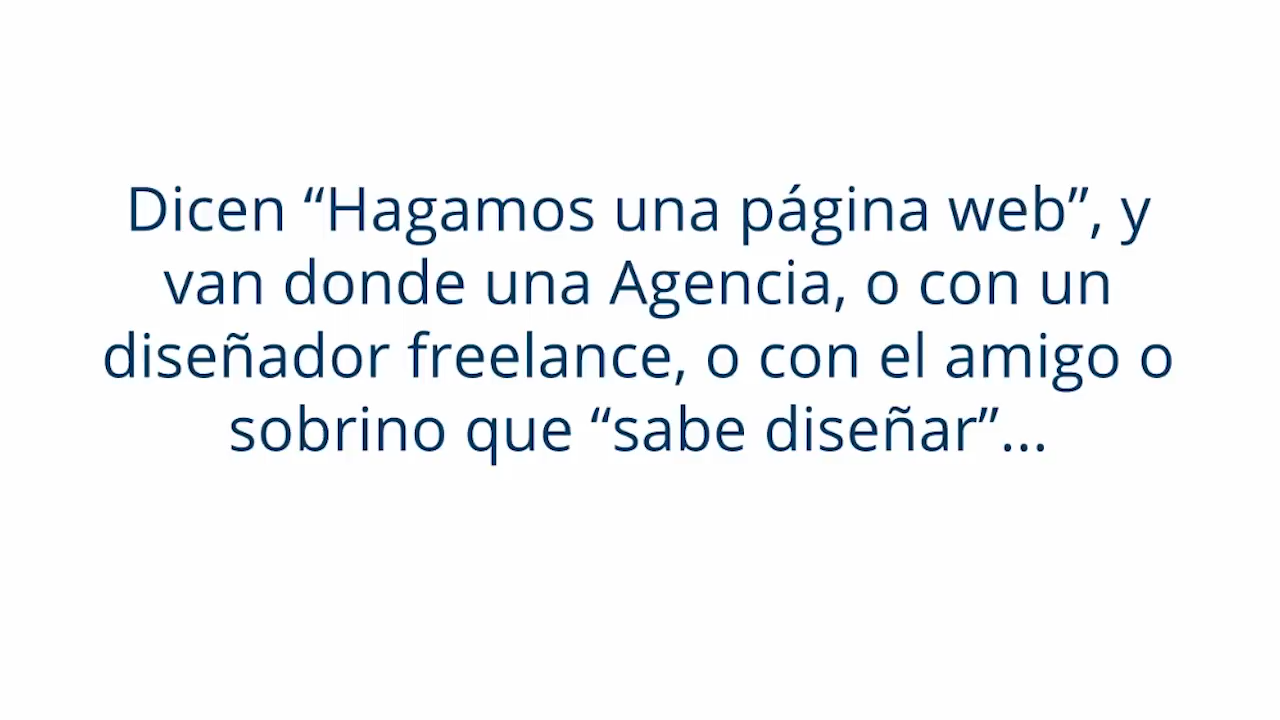 Dicen “Hagamos una página web”, y
van donde una Agencia, o con un
diseñador freelance, o con el amigo o
sobrino que “sabe diseñar”...